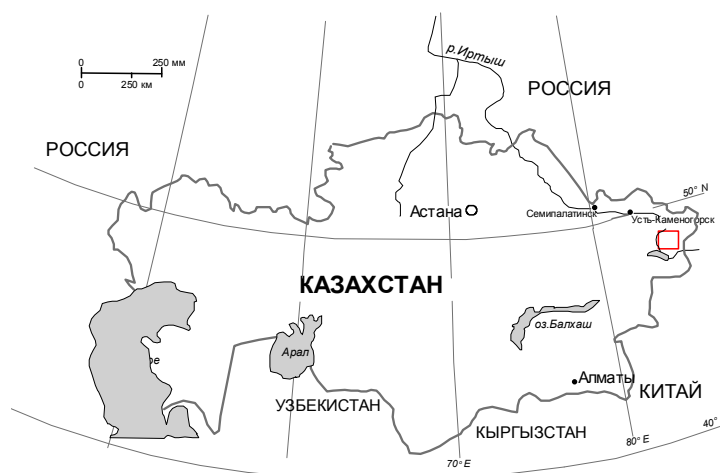 р.Иртыш
0 250 мм
0 250 км
РОССИЯ
РОССИЯ
50° N
Астана
Семипалатинск
Усть-Каменогорск
КАЗАХСТАН
оз.Балхаш
Арал
ре
Алматы
КИТАЙ
УЗБЕКИСТАН
КЫРГЫЗСТАН
40°
80° E
70° E